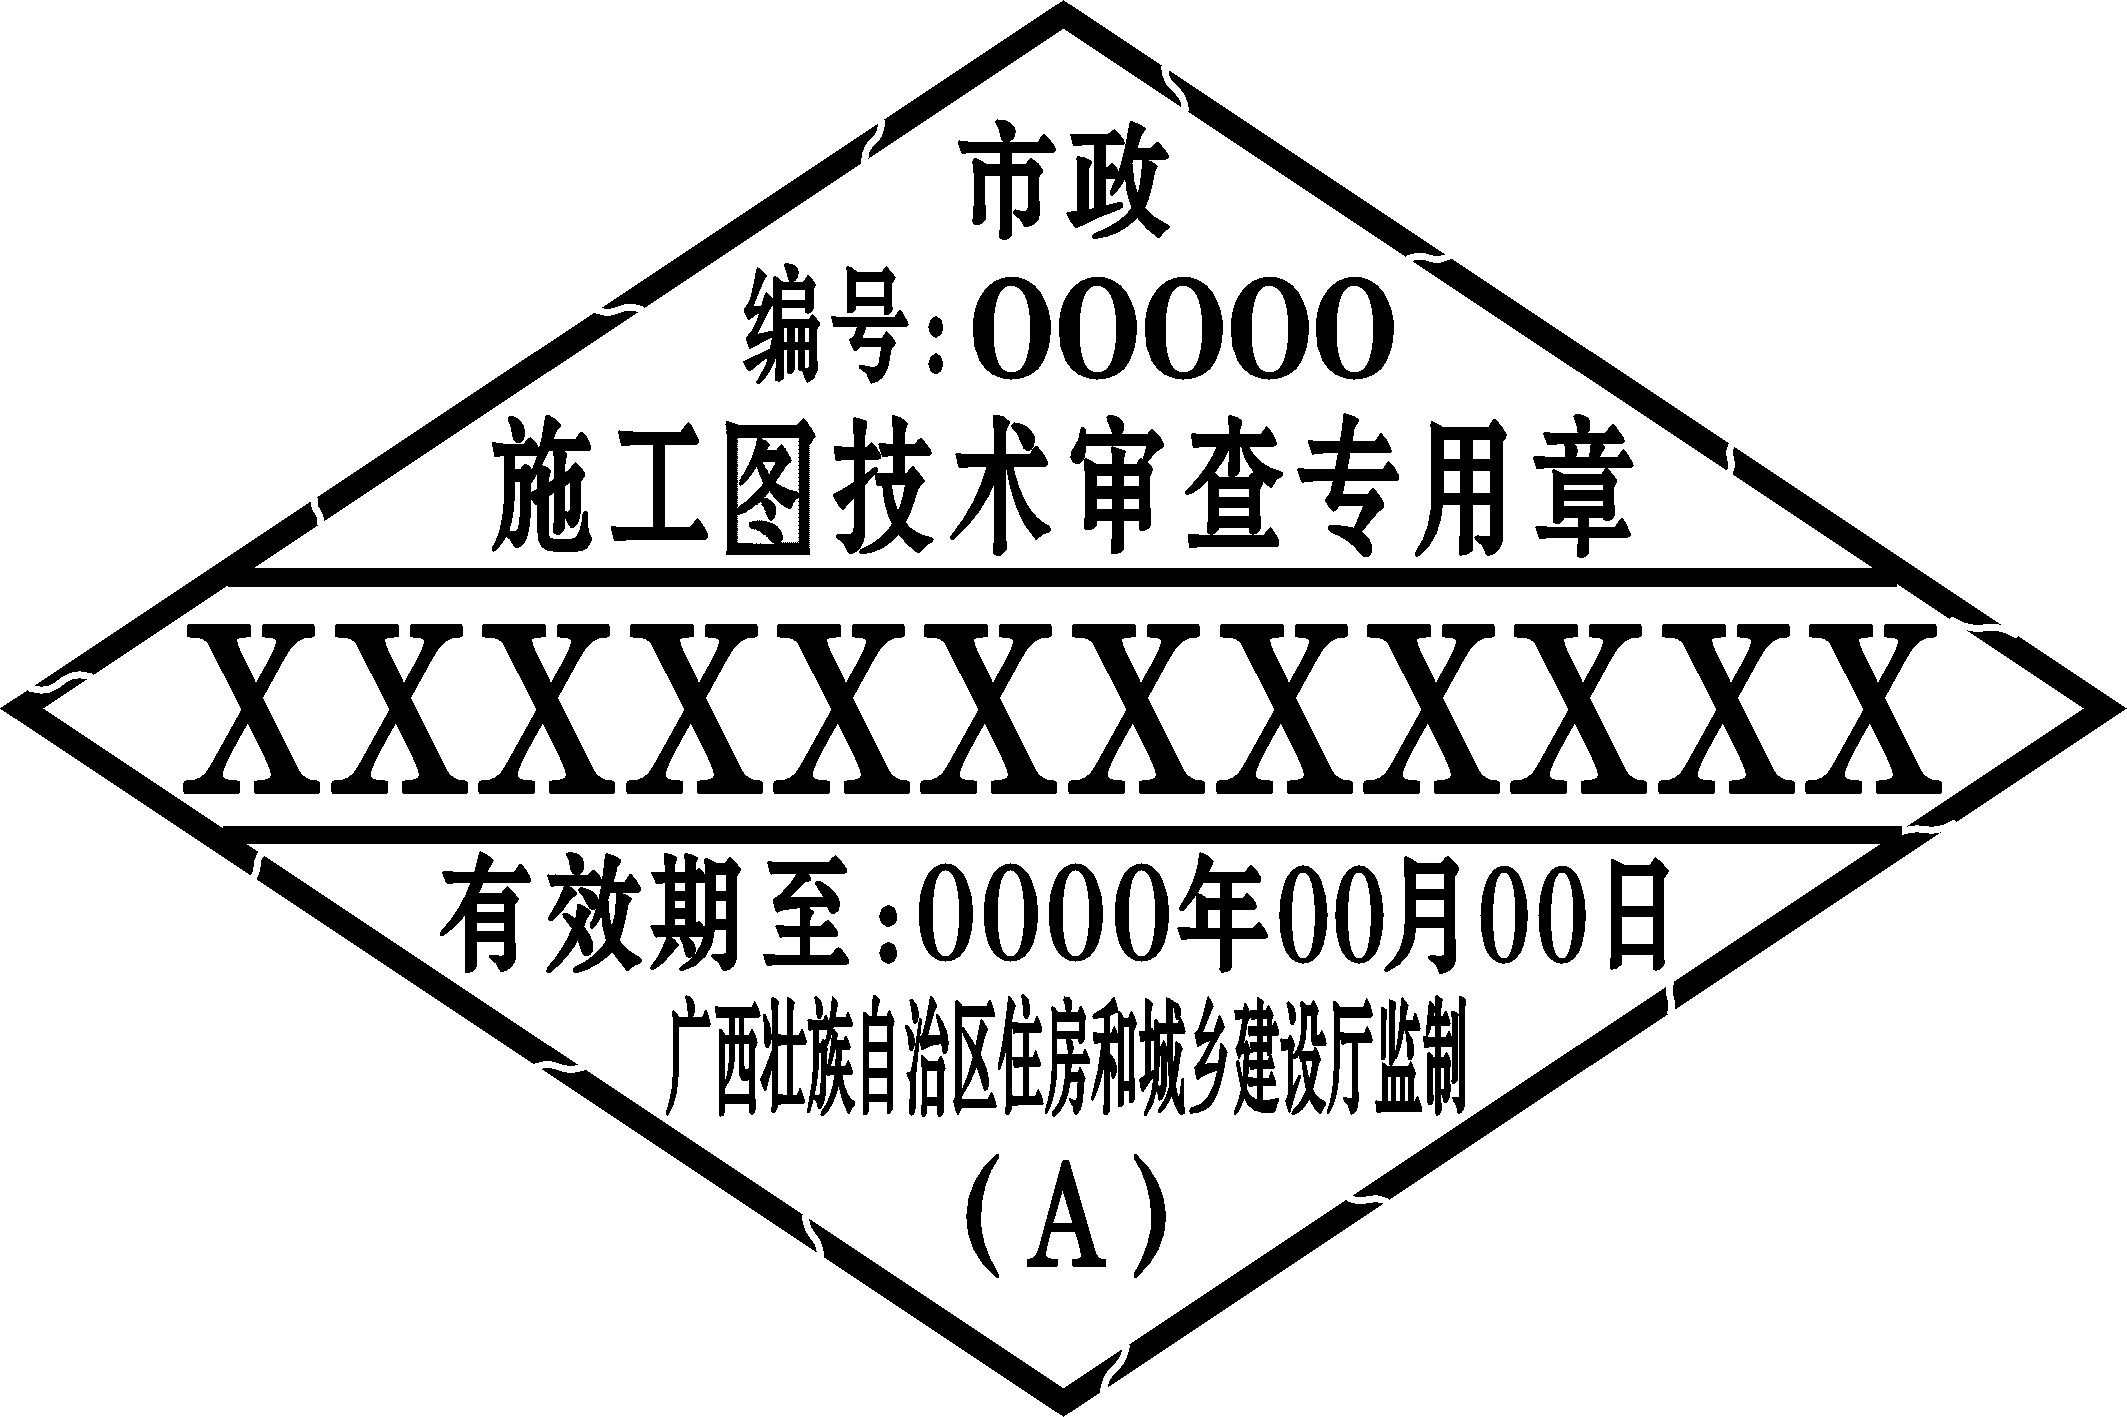 市政
编号:00000
施工图技术审查专用章
XXXXXXXXXXXX
有效期至:0000年00月00日
广西壮族自治区住房和城乡建设厅监制
(A)